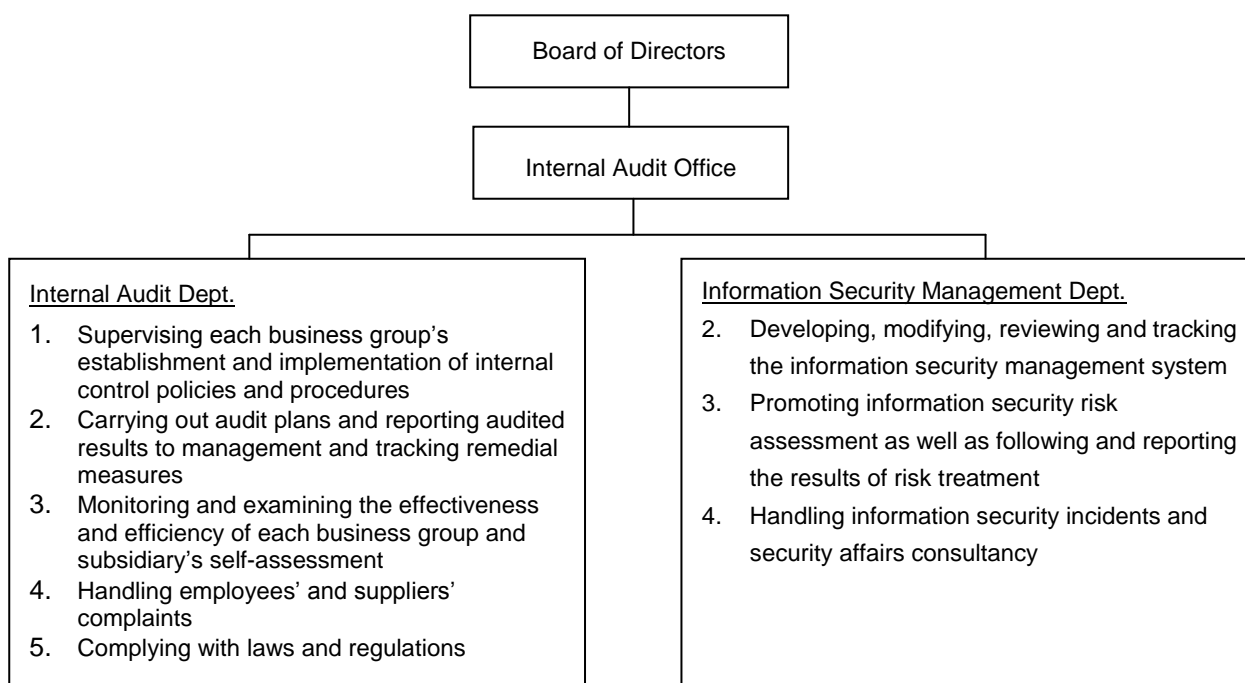 Board of Directors
Internal Audit Office
Internal Audit Dept.
1. Supervising each business group’s
establishment and implementation of internal
control policies and procedures
2. Carrying out audit plans and reporting audited
results to management and tracking remedial
measures
3. Monitoring and examining the effectiveness
and efficiency of each business group and
subsidiary’s self-assessment
4. Handling employees’ and suppliers’
complaints
5. Complying with laws and regulations
Information Security Management Dept.
2. Developing, modifying, reviewing and tracking
the information security management system
3. Promoting information security risk
assessment as well as following and reporting
the results of risk treatment
4. Handling information security incidents and
security affairs consultancy